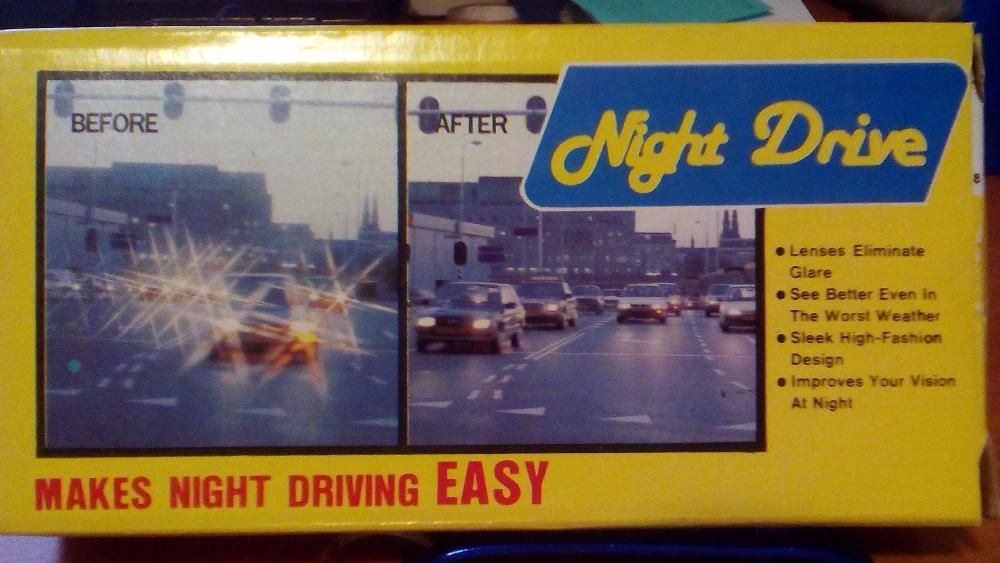 BEFORE
AFTER
Night Drive
• Lenses Eliminate
Glare
• See Better Even In
The Worst Weather
• Sleek High-Fashion
Design
• Improves Your Vision
At Night
MAKES NIGHT DRIVING EASY
8